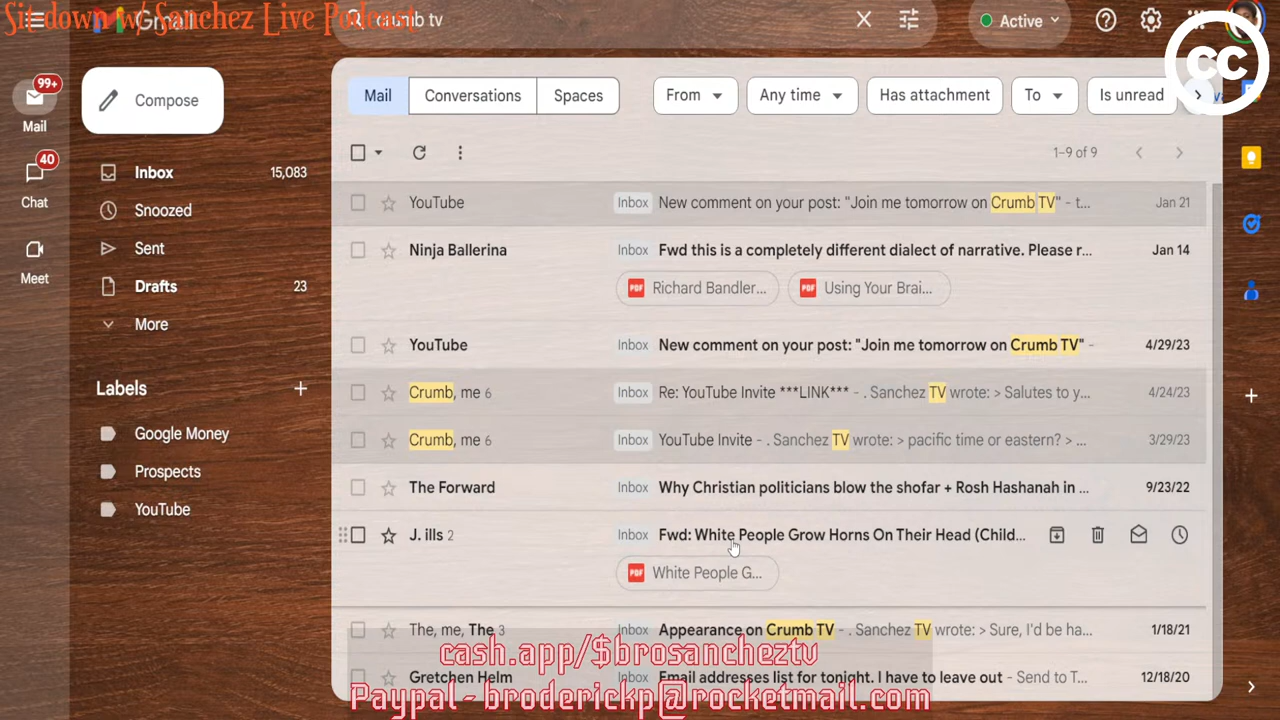 Sit down w/ Sanchez Live Podcast
Gmail
crumb tv
Active
CC
99+
Mail
40
Chat
Meet
Compose
Inbox 15,083
Snoozed
Sent
Drafts 23
More
Labels
Google Money
Prospects
YouTube
Mail Conversations Spaces From Any time Has attachment To Is unread
1–9 of 9
YouTube Inbox New comment on your post: "Join me tomorrow on Crumb TV" - t... Jan 21
Ninja Ballerina Inbox Fwd this is a completely different dialect of narrative. Please r... Jan 14
PDF Richard Bandler... PDF Using Your Brai...
YouTube Inbox New comment on your post: "Join me tomorrow on Crumb TV" - 4/29/23
Crumb, me 6 Inbox Re: YouTube Invite ***LINK*** - . Sanchez TV wrote: > Salutes to y... 4/24/23
Crumb, me 6 Inbox YouTube Invite - . Sanchez TV wrote: > pacific time or eastern? > ... 3/29/23
The Forward Inbox Why Christian politicians blow the shofar + Rosh Hashanah in ... 9/23/22
J. ills 2 Inbox Fwd: White People Grow Horns On Their Head (Child...
PDF White People G...
The, me, The 3 Inbox Appearance on Crumb TV - . Sanchez TV wrote: > Sure, I'd be ha... 1/18/21
cash.app/$brosancheztv
Gretchen Helm Inbox Email addresses list for tonight. I have to leave out - Send to T... 12/18/20
Paypal - broderickp@rocketmail.com